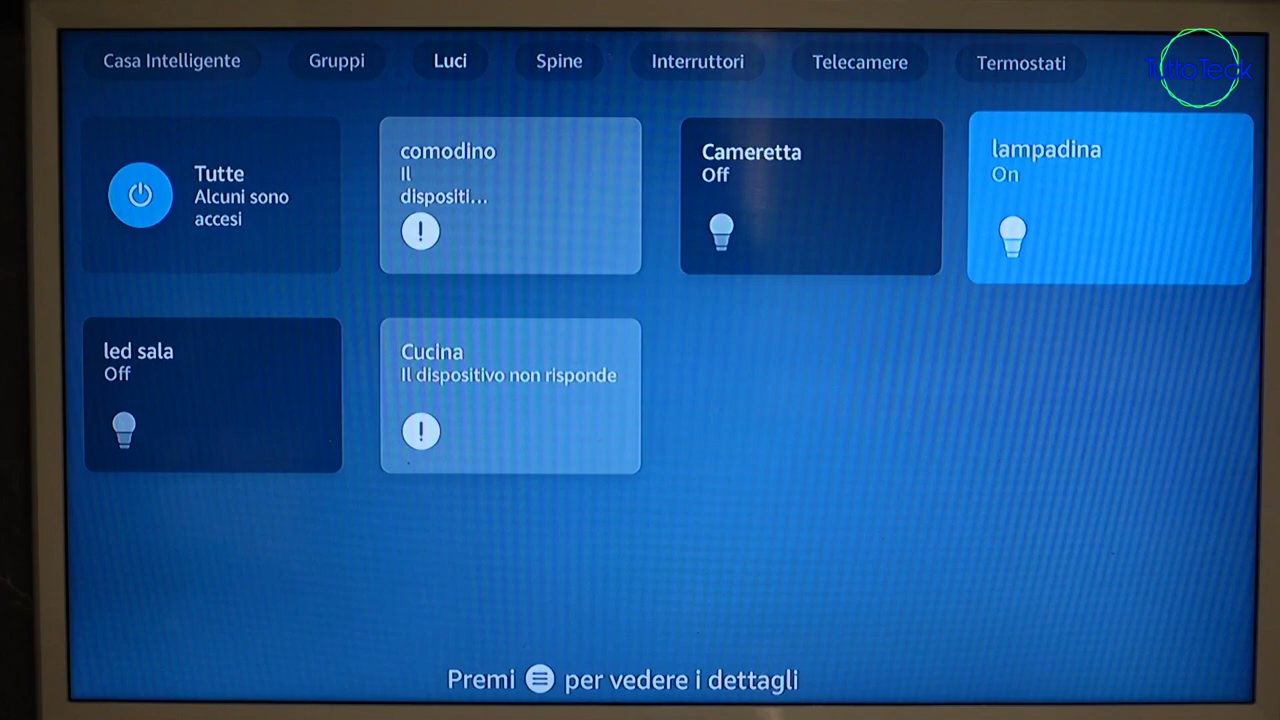 Casa Intelligente
Gruppi
Luci
Spine
Interruttori
Telecamere
Termostati
TuttoTeck
Tutte
Alcuni sono
accesi
comodino
Il
dispositi...
!
Cameretta
Off
lampadina
On
led sala
Off
Cucina
Il dispositivo non risponde
!
Premi per vedere i dettagli